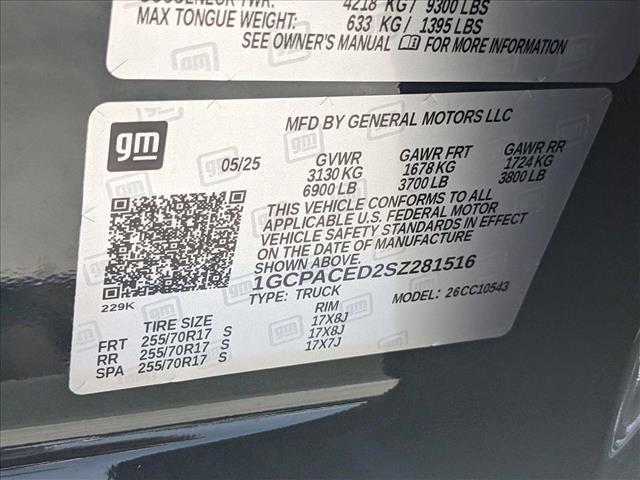 4218 KG/ 9300 LBS
MAX TONGUE WEIGHT: 633 KG/ 1395 LBS
SEE OWNER'S MANUAL FOR MORE INFORMATION
gm
MFD BY GENERAL MOTORS LLC
05/25 GVWR GAWR FRT GAWR RR
3130 KG 1678 KG 1724 KG
6900 LB 3700 LB 3800 LB
THIS VEHICLE CONFORMS TO ALL
APPLICABLE U.S. FEDERAL MOTOR
VEHICLE SAFETY STANDARDS IN EFFECT
ON THE DATE OF MANUFACTURE SHOWN ABOVE.
1GCPACED2SZ281516
TYPE: TRUCK MODEL: 26CC10543
229K
TIRE SIZE RIM
FRT 255/70R17 S 17X8J
RR 255/70R17 S 17X8J
SPA 255/70R17 S 17X7J